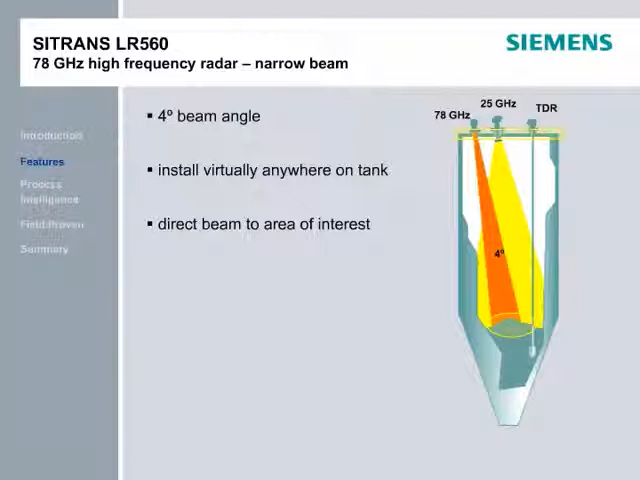 SITRANS LR560
78 GHz high frequency radar – narrow beam
SIEMENS
Introduction
Features
Process
Intelligence
Field-Proven
Summary
▪ 4º beam angle
▪ install virtually anywhere on tank
▪ direct beam to area of interest
78 GHz
25 GHz
TDR
4º